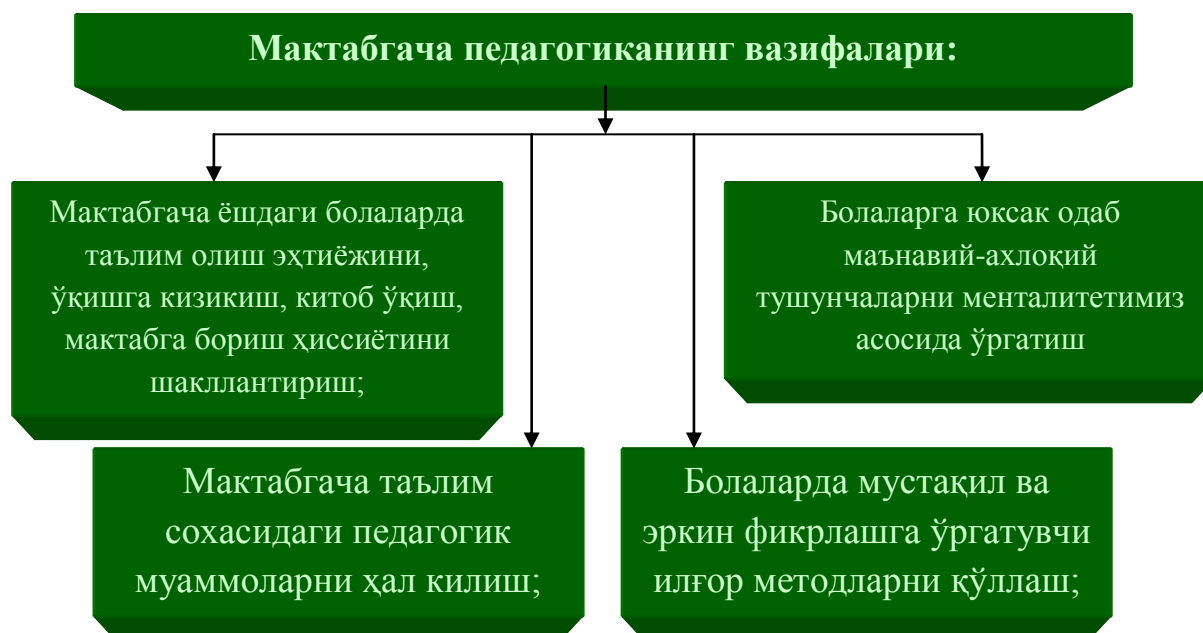 Мактабгача педагогиканинг вазифалари:
Мактабгача ёшдаги болаларда
таълим олиш эҳтиёжини,
ўқишга кизикиш, китоб ўқиш,
мактабга бориш ҳиссиётини
шакллантириш;
Болаларга юксак одаб
маънавий-ахлоқий
тушунчаларни менталитетимиз
асосида ўргатиш
Мактабгача таълим
сохасидаги педагогик
муаммоларни ҳал килиш;
Болаларда мустақил ва
эркин фикрлашга ўргатувчи
илғор методларни қўллаш;